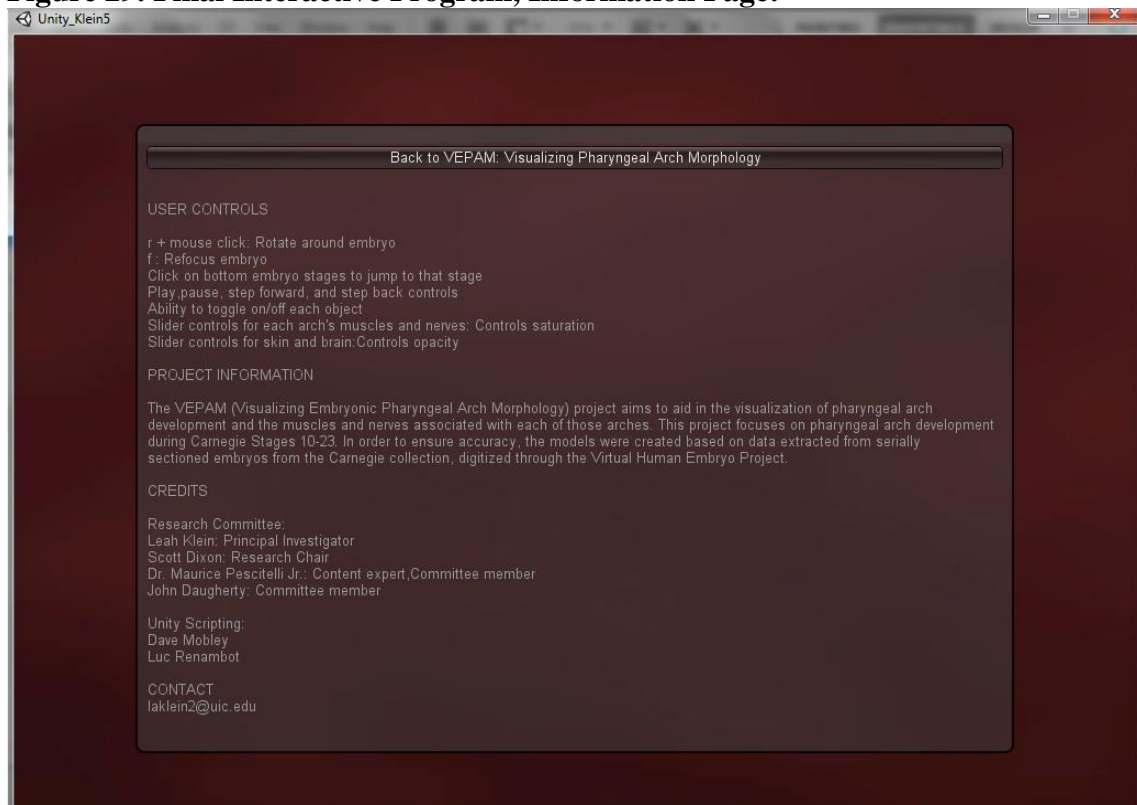 Figure 29: Final Interactive Program, Information Page.
Unity_Klein5
Back to VEPAM: Visualizing Pharyngeal Arch Morphology
USER CONTROLS
r + mouse click: Rotate around embryo
f : Refocus embryo
Click on bottom embryo stages to jump to that stage
Play,pause, step forward, and step back controls
Ability to toggle on/off each object
Slider controls for each arch's muscles and nerves: Controls saturation
Slider controls for skin and brain:Controls opacity
PROJECT INFORMATION
The VEPAM (Visualizing Embryonic Pharyngeal Arch Morphology) project aims to aid in the visualization of pharyngeal arch
development and the muscles and nerves associated with each of those arches. This project focuses on pharyngeal arch development
during Carnegie Stages 10-23. In order to ensure accuracy, the models were created based on data extracted from serially
sectioned embryos from the Carnegie collection, digitized through the Virtual Human Embryo Project.
CREDITS
Research Committee:
Leah Klein: Principal Investigator
Scott Dixon: Research Chair
Dr. Maurice Pescitelli Jr.: Content expert,Committee member
John Daugherty: Committee member
Unity Scripting:
Dave Mobley
Luc Renambot
CONTACT
laklein2@uic.edu